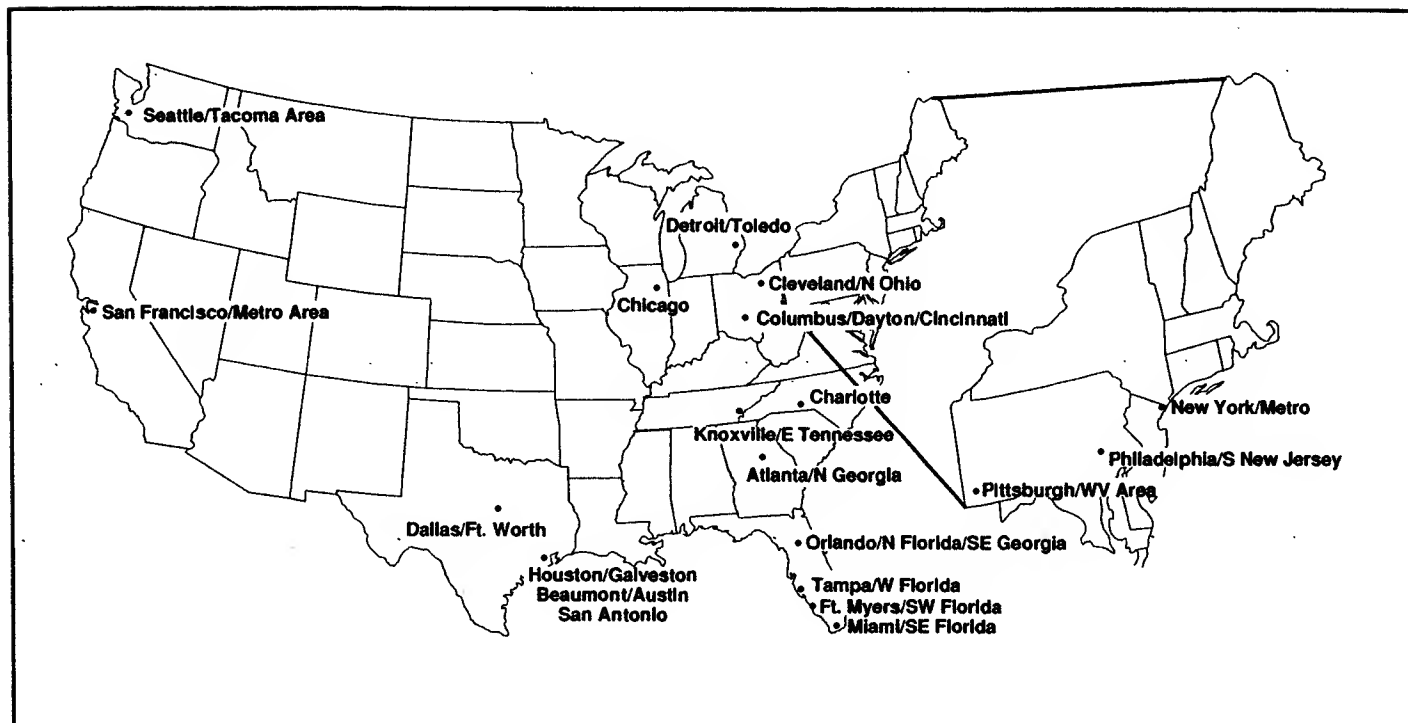 Seattle/Tacoma Area
Detroit/Toledo
Cleveland/N Ohio
Chicago
San Francisco/Metro Area
Columbus/Dayton/Cincinnati
Charlotte
New York/Metro
Knoxville/E Tennessee
Philadelphia/S New Jersey
Atlanta/N Georgia
Pittsburgh/WV Area
Dallas/Ft. Worth
Orlando/N Florida/SE Georgia
Houston/Galveston
Beaumont/Austin
San Antonio
Tampa/W Florida
Ft. Myers/SW Florida
Miami/SE Florida